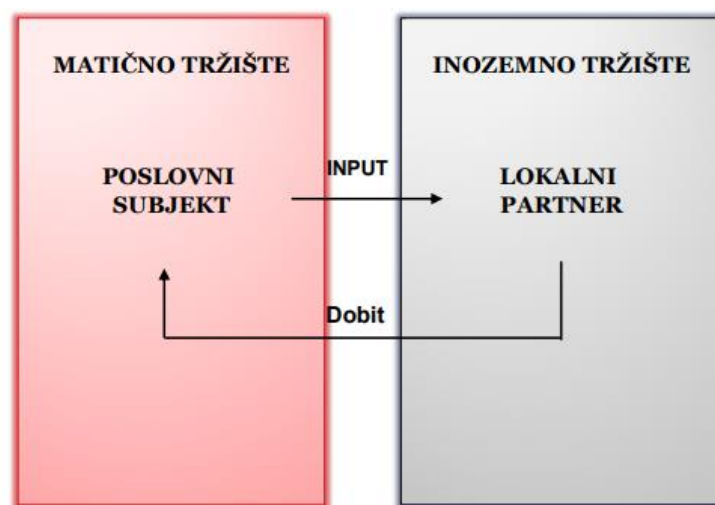 MATIČNO TRŽIŠTE
INOZEMNO TRŽIŠTE
POSLOVNI
SUBJEKT
INPUT
LOKALNI
PARTNER
Dobit